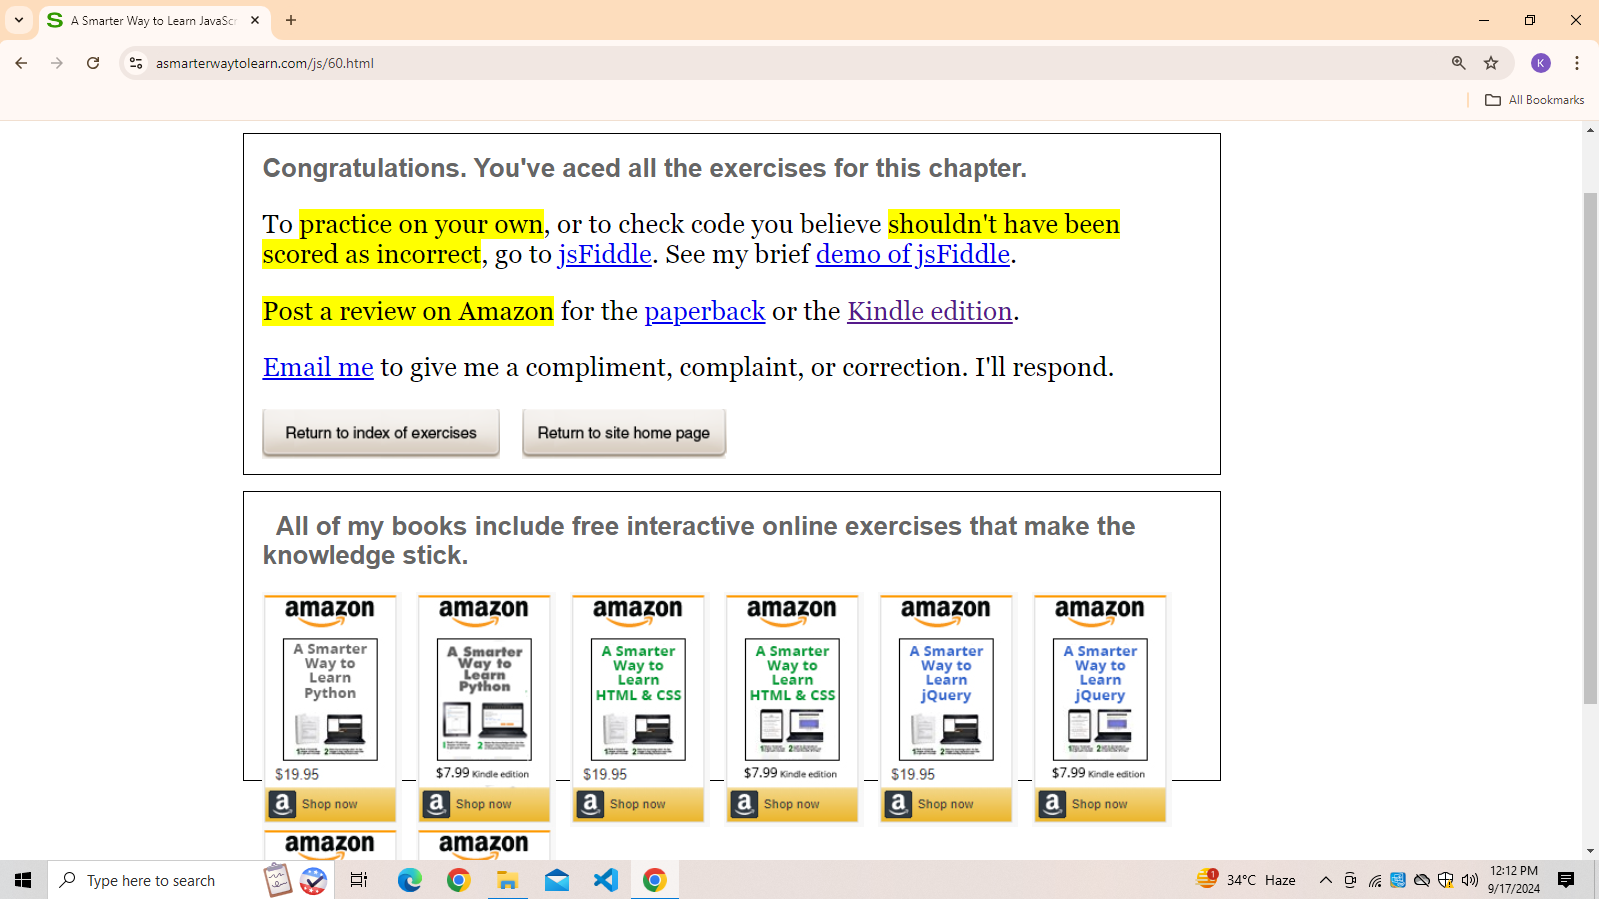 A Smarter Way to Learn JavaScr
asmarterwaytolearn.com/js/60.html
K
All Bookmarks
Congratulations. You've aced all the exercises for this chapter.
To practice on your own, or to check code you believe shouldn't have been
scored as incorrect, go to jsFiddle. See my brief demo of jsFiddle.
Post a review on Amazon for the paperback or the Kindle edition.
Email me to give me a compliment, complaint, or correction. I'll respond.
Return to index of exercises Return to site home page
All of my books include free interactive online exercises that make the
knowledge stick.
amazon amazon amazon amazon amazon amazon
A Smarter A Smarter A Smarter A Smarter A Smarter A Smarter
Way to Way to Way to Way to Way to Way to
Learn Learn Learn Learn Learn Learn
Python Python HTML & CSS HTML & CSS jQuery jQuery
$19.95 $7.99 Kindle edition $19.95 $7.99 Kindle edition $19.95 $7.99 Kindle edition
a Shop now a Shop now a Shop now a Shop now a Shop now a Shop now
amazon amazon
Type here to search
1
34°C Haze
12:12 PM
9/17/2024